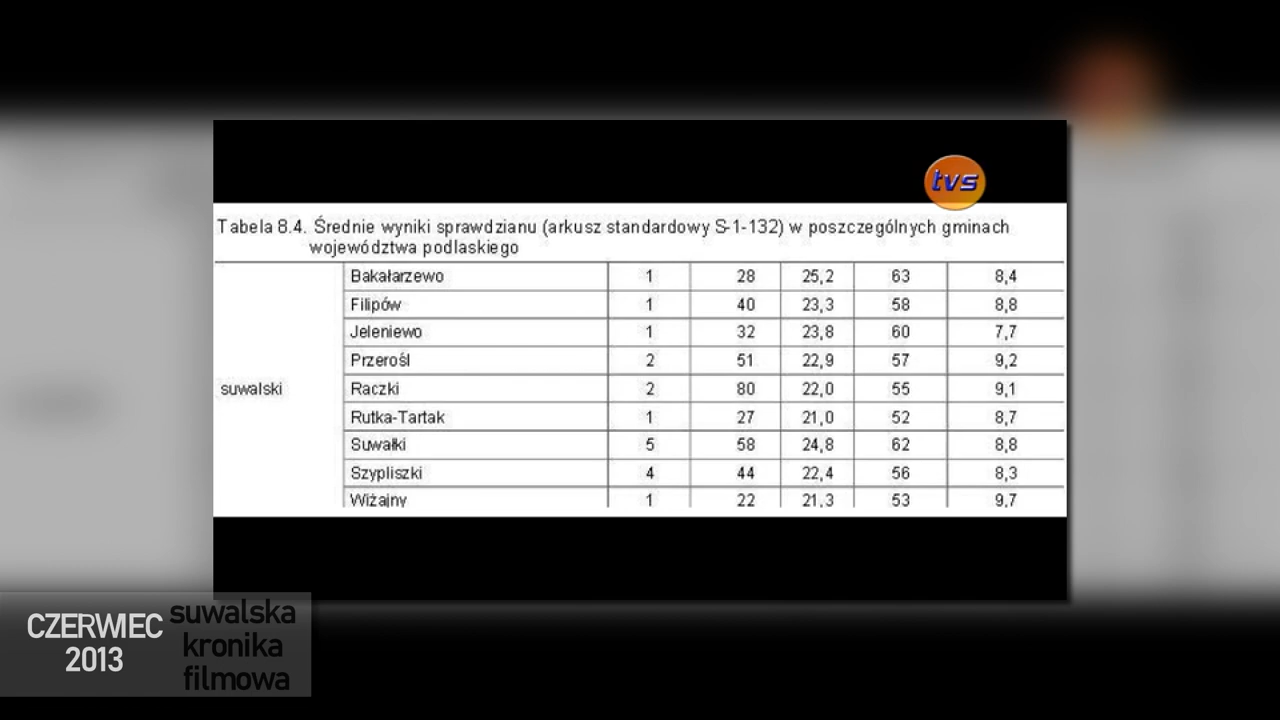 tvs
Tabela 8.4. Średnie wyniki sprawdzianu (arkusz standardowy S-1-132) w poszczególnych gminach
województwa podlaskiego
suwalski
Bakałarzewo 1 28 25,2 63 8,4
Filipów 1 40 23,3 58 8,8
Jeleniewo 1 32 23,8 60 7,7
Przerośl 2 51 22,9 57 9,2
Raczki 2 80 22,0 55 9,1
Rutka-Tartak 1 27 21,0 52 8,7
Suwałki 5 58 24,8 62 8,8
Szypliszki 4 44 22,4 56 8,3
Wiżajny 1 22 21,3 53 9,7
CZERWIEC
2013
suwalska
kronika
filmowa